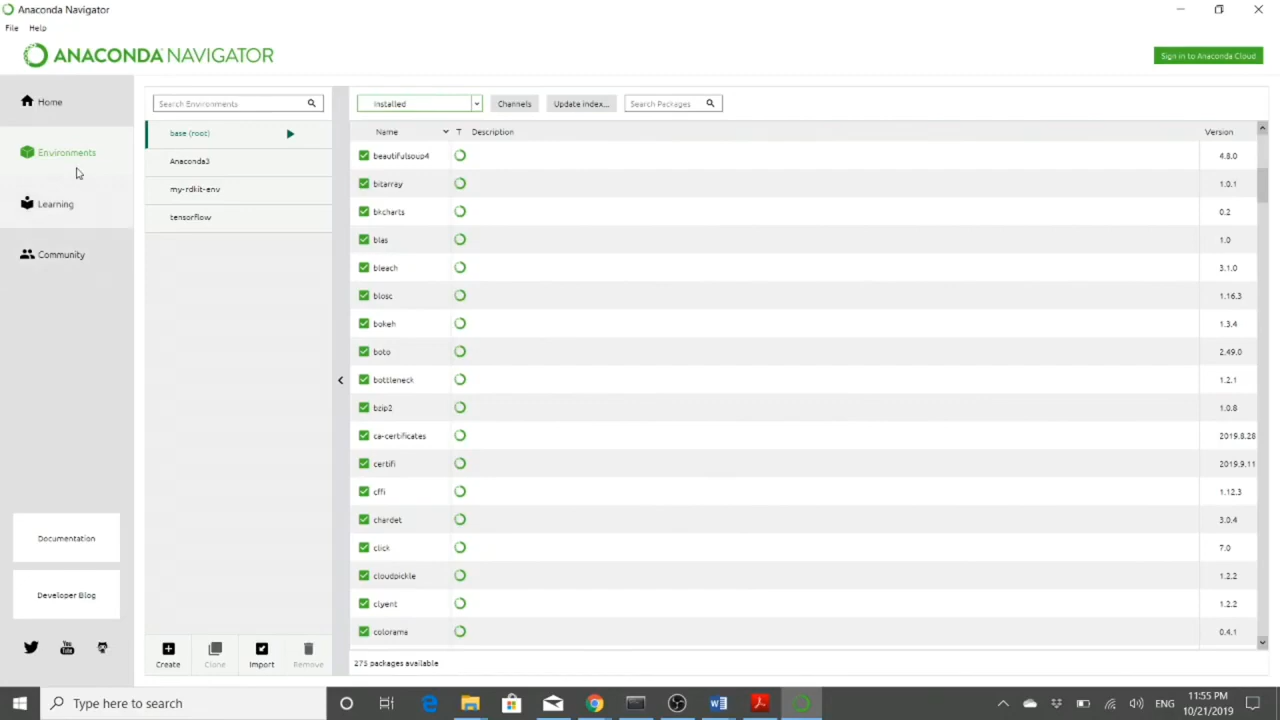 Anaconda Navigator
File Help
ANACONDA NAVIGATOR
Sign in to Anaconda Cloud
Home
Environments
Learning
Community
Documentation
Developer Blog
You
Tube
Search Environments
base (root)
Anaconda3
my-rdkit-env
tensorflow
Create
Clone
Import
Remove
Installed
Channels
Update index...
Search Packages
Name T Description Version
beautifulsoup4 4.8.0
bitarray 1.0.1
bkcharts 0.2
blas 1.0
bleach 3.1.0
blosc 1.16.3
bokeh 1.3.4
boto 2.49.0
bottleneck 1.2.1
bzip2 1.0.8
ca-certificates 2019.8.28
certifi 2019.9.11
cffi 1.12.3
chardet 3.0.4
click 7.0
cloudpickle 1.2.2
clyent 1.2.2
colorama 0.4.1
275 packages available
Type here to search
ENG
11:55 PM
10/21/2019